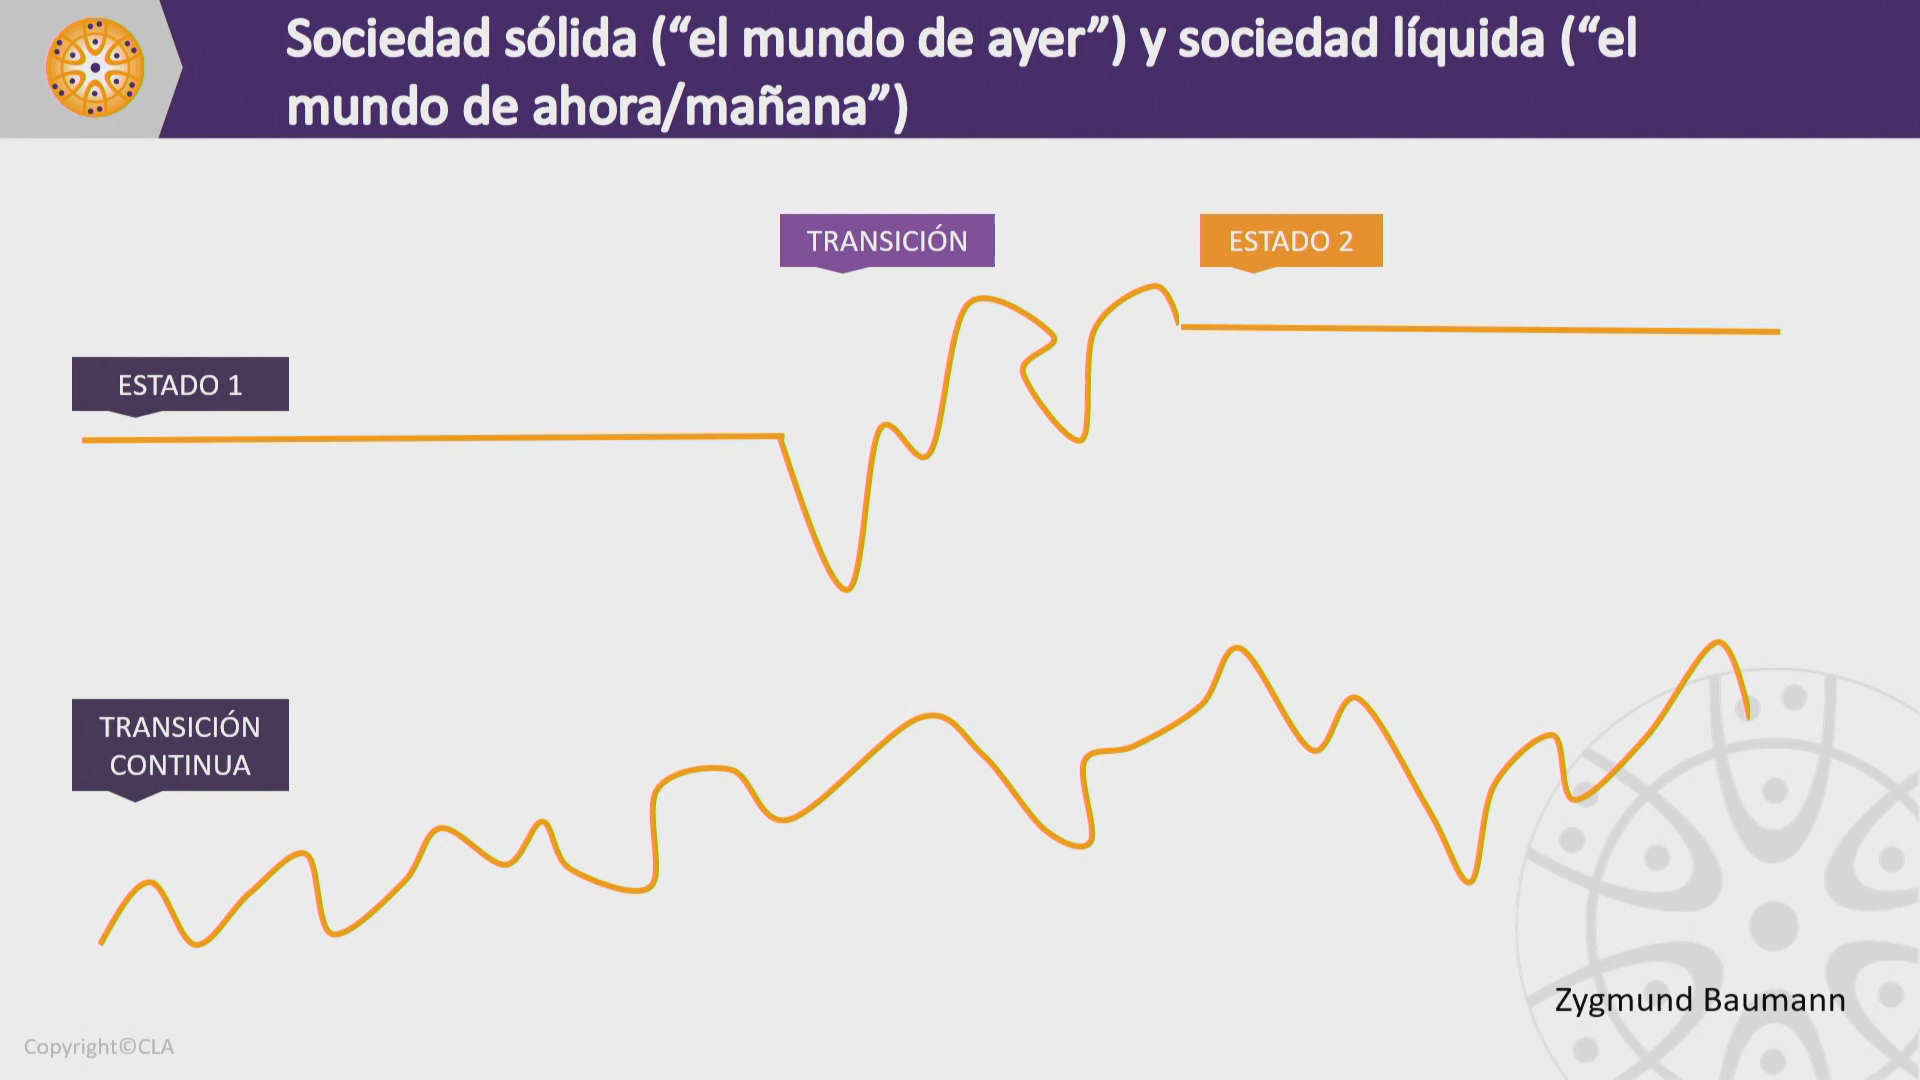 Sociedad sólida (“el mundo de ayer”) y sociedad líquida (“el
mundo de ahora/mañana”)
TRANSICIÓN
ESTADO 2
ESTADO 1
TRANSICIÓN
CONTINUA
Zygmund Baumann
Copyright©CLA